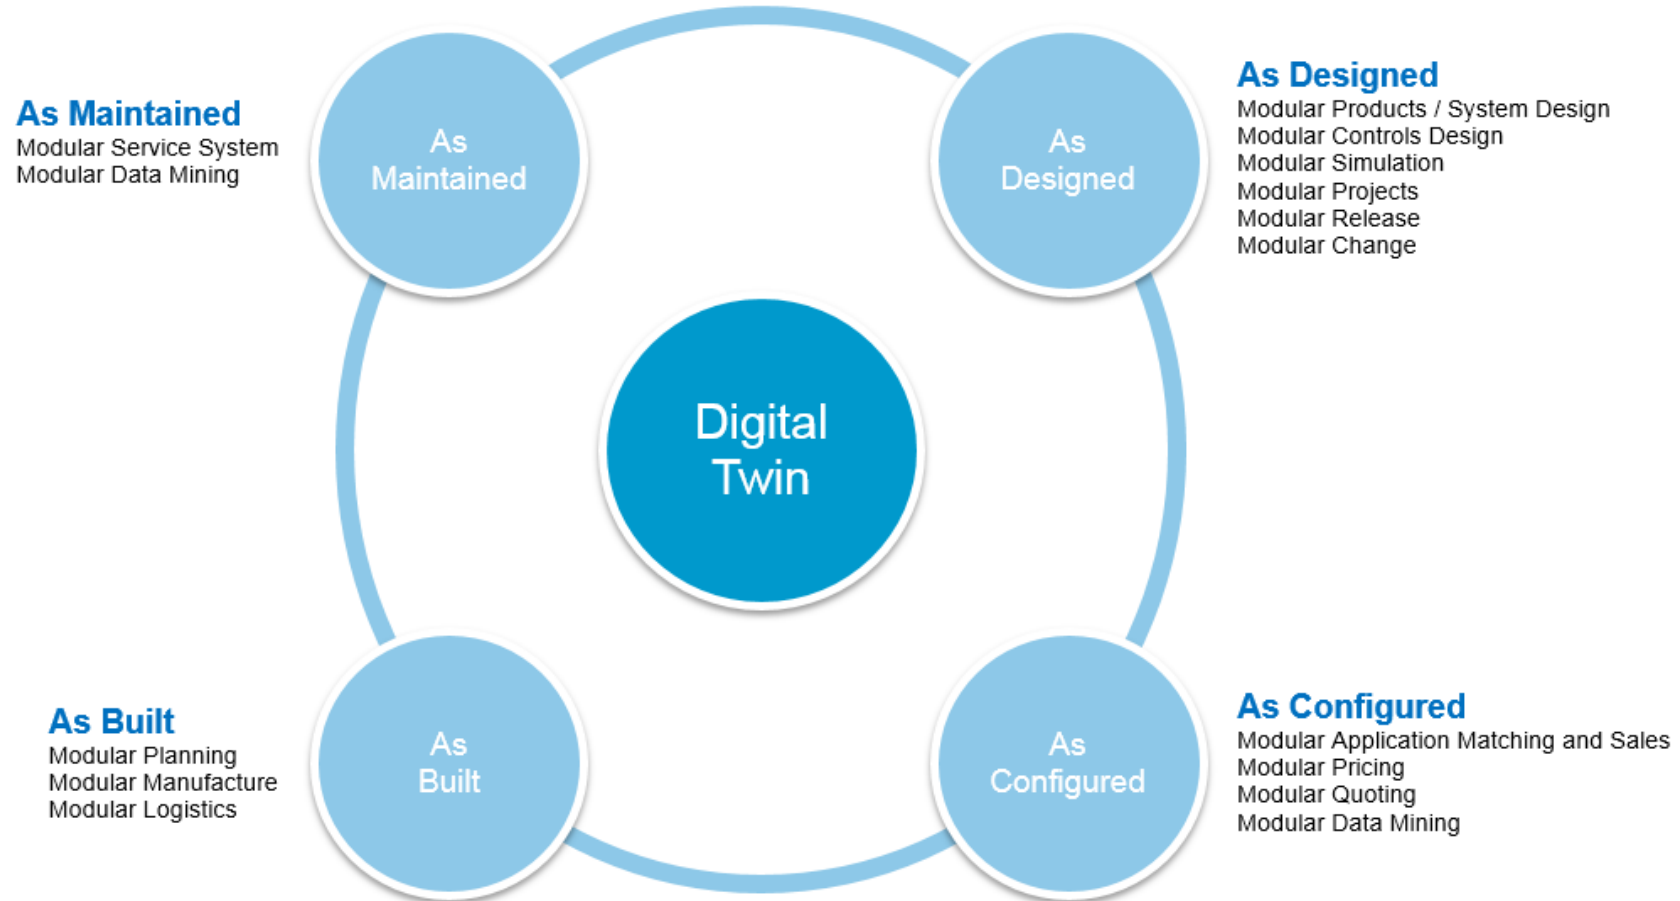 As Maintained
Modular Service System
Modular Data Mining
As
Maintained
As
Designed
As Designed
Modular Products / System Design
Modular Controls Design
Modular Simulation
Modular Projects
Modular Release
Modular Change
Digital
Twin
As Built
Modular Planning
Modular Manufacture
Modular Logistics
As
Built
As
Configured
As Configured
Modular Application Matching and Sales
Modular Pricing
Modular Quoting
Modular Data Mining